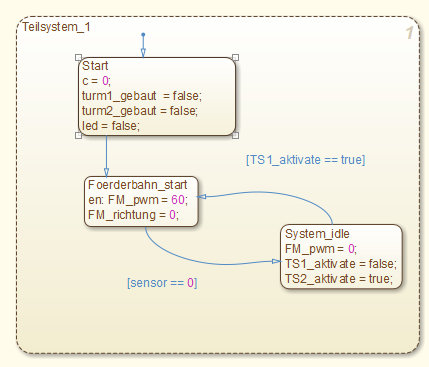 Teilsystem_1
1
Start
c = 0;
turm1_gebaut = false;
turm2_gebaut = false;
led = false;
[TS1_aktivate == true]
Foerderbahn_start
en: FM_pwm = 60;
FM_richtung = 0;
System_idle
FM_pwm = 0;
TS1_aktivate = false;
TS2_aktivate = true;
[sensor == 0]